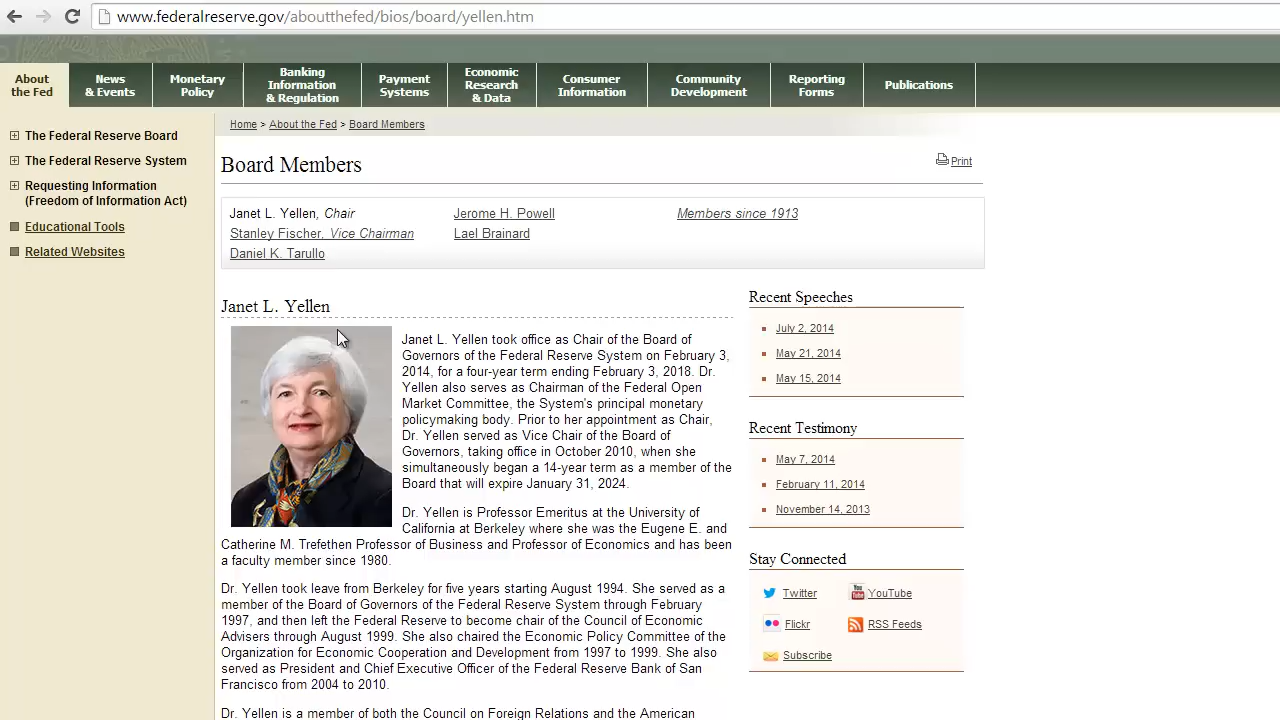 www.federalreserve.gov/aboutthefed/bios/board/yellen.htm
About
the Fed
News
& Events
Monetary
Policy
Banking
Information
& Regulation
Payment
Systems
Economic
Research
& Data
Consumer
Information
Community
Development
Reporting
Forms
Publications
The Federal Reserve Board
The Federal Reserve System
Requesting Information
(Freedom of Information Act)
Educational Tools
Related Websites
Home > About the Fed > Board Members
Board Members
Print
Janet L. Yellen, Chair
Stanley Fischer, Vice Chairman
Daniel K. Tarullo
Jerome H. Powell
Lael Brainard
Members since 1913
Janet L. Yellen
Janet L. Yellen took office as Chair of the Board of
Governors of the Federal Reserve System on February 3,
2014, for a four-year term ending February 3, 2018. Dr.
Yellen also serves as Chairman of the Federal Open
Market Committee, the System's principal monetary
policymaking body. Prior to her appointment as Chair,
Dr. Yellen served as Vice Chair of the Board of
Governors, taking office in October 2010, when she
simultaneously began a 14-year term as a member of the
Board that will expire January 31, 2024.
Dr. Yellen is Professor Emeritus at the University of
California at Berkeley where she was the Eugene E. and
Catherine M. Trefethen Professor of Business and Professor of Economics and has been
a faculty member since 1980.
Dr. Yellen took leave from Berkeley for five years starting August 1994. She served as a
member of the Board of Governors of the Federal Reserve System through February
1997, and then left the Federal Reserve to become chair of the Council of Economic
Advisers through August 1999. She also chaired the Economic Policy Committee of the
Organization for Economic Cooperation and Development from 1997 to 1999. She also
served as President and Chief Executive Officer of the Federal Reserve Bank of San
Francisco from 2004 to 2010.
Dr. Yellen is a member of both the Council on Foreign Relations and the American
Recent Speeches
July 2, 2014
May 21, 2014
May 15, 2014
Recent Testimony
May 7, 2014
February 11, 2014
November 14, 2013
Stay Connected
Twitter
YouTube
Flickr
RSS Feeds
Subscribe